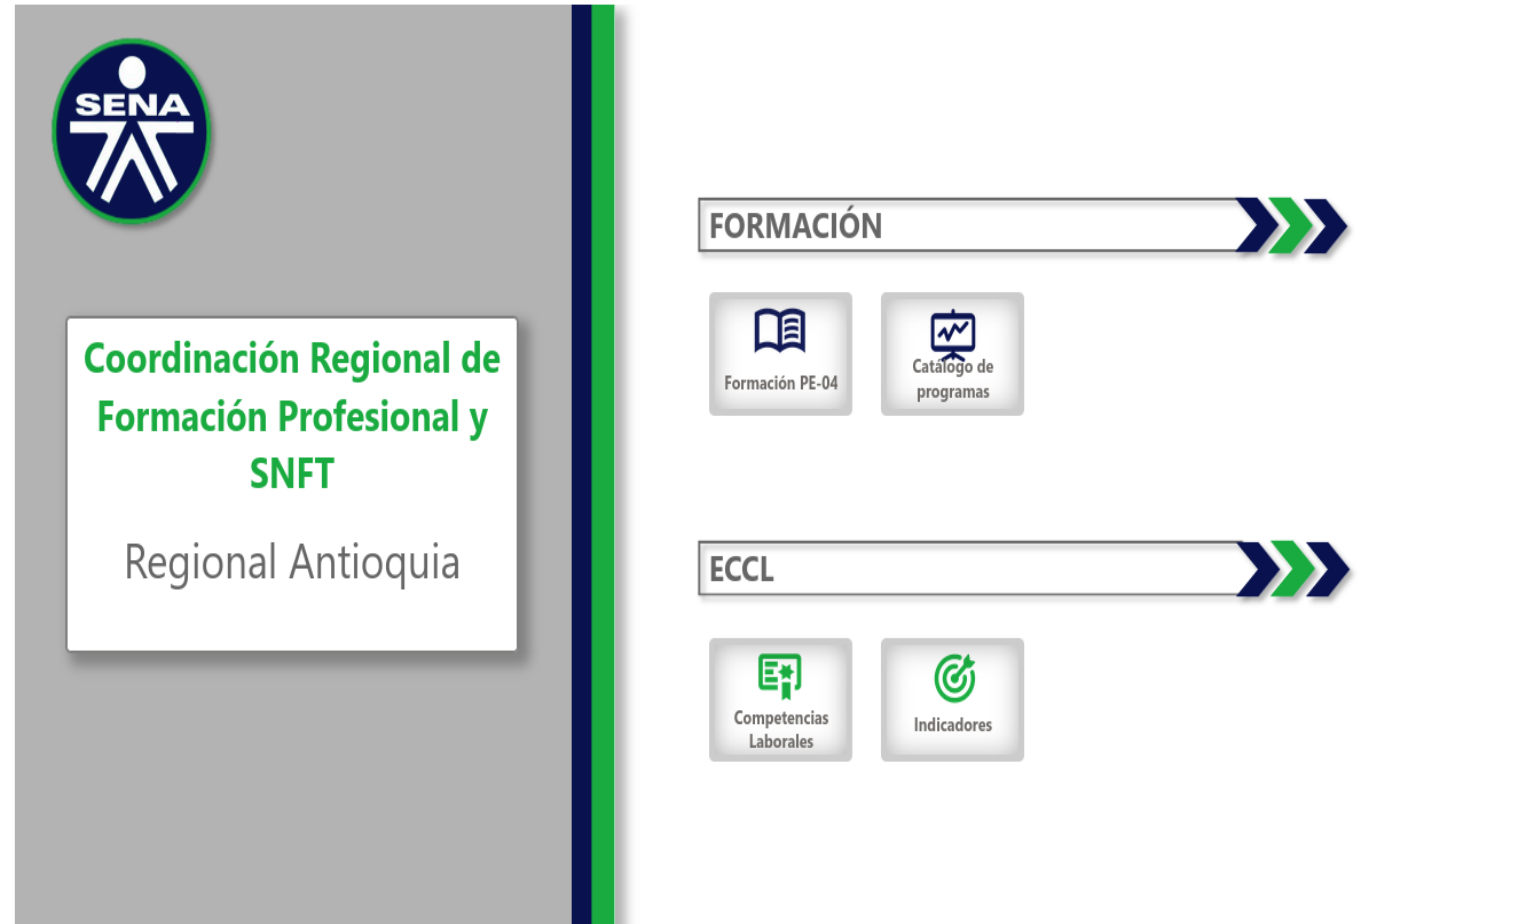 SENA
Coordinación Regional de
Formación Profesional y
SNFT
Regional Antioquia
FORMACIÓN
Formación PE-04
Catálogo de
programas
ECCL
Competencias
Laborales
Indicadores